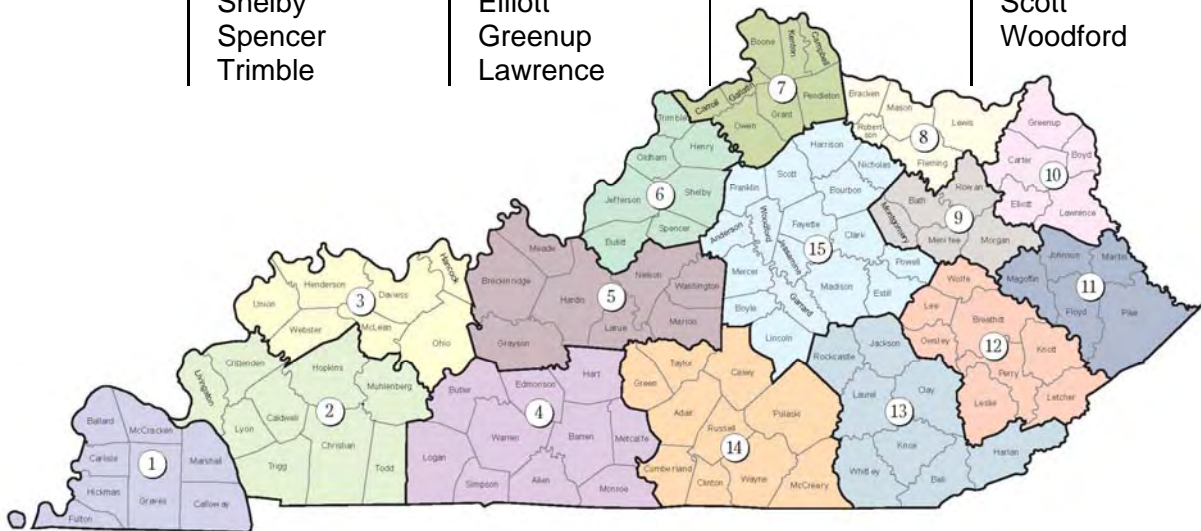 Shelby
Spencer
Trimble
Elliott
Greenup
Lawrence
Scott
Woodford
Boone
Kenton
Campbell
7
Carroll
Gallatin
Grant
Pendleton
Owen
Bracken
Mason
Lewis
Robert-
son
8
Fleming
Greenup
Carter
Boyd
10
Elliott
Lawrence
Trimble
Henry
Oldham
6
Shelby
Jefferson
Spencer
Bullitt
Harrison
Nicholas
Scott
Bourbon
Franklin
Woodford
Fayette
Anderson
15
Clark
Jessamine
Mercer
Madison
Powell
Estill
Boyle
Garrard
Lincoln
Rowan
Bath
9
Montgomery
Menifee
Morgan
Johnson
Martin
Magoffin
11
Floyd
Pike
Meade
Breckinridge
Nelson
Hardin
5
Washington
Larue
Marion
Grayson
Hancock
Henderson
3
Daviess
Union
Webster
McLean
Ohio
Wolfe
Lee
Breathitt
Owsley
12
Knott
Perry
Leslie
Letcher
Crittenden
Hopkins
Livingston
Muhlenberg
Caldwell
2
Lyon
Christian
Trigg
Todd
Hart
Butler
Edmonson
4
Warren
Barren
Metcalfe
Logan
Simpson
Allen
Monroe
Taylor
Casey
Green
Adair
Pulaski
Russell
14
Cumberland
Clinton
Wayne
McCreary
Rockcastle
Jackson
Laurel
Clay
13
Knox
Whitley
Bell
Harlan
Ballard
McCracken
Carlisle
1
Marshall
Hickman
Graves
Calloway
Fulton